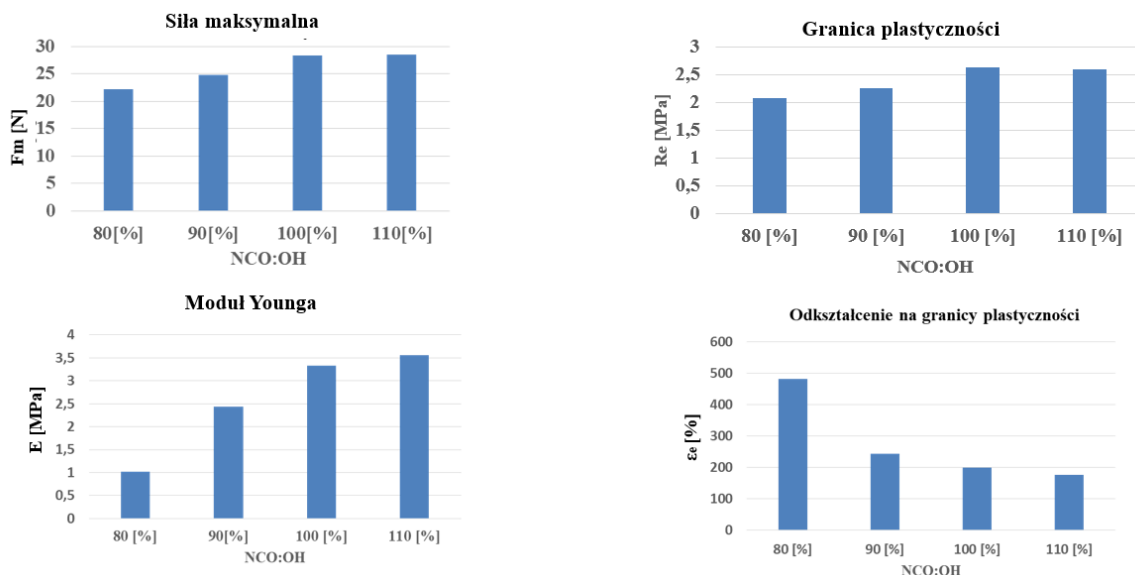 Siła maksymalna
Fm [N]
30
25
20
15
10
5
0
80[%] 90[%] 100[%] 110[%]
NCO:OH
Granica plastyczności
Re [MPa]
3
2,5
2
1,5
1
0,5
0
80 [%] 90 [%] 100 [%] 110 [%]
NCO:OH
Moduł Younga
E [MPa]
4
3,5
3
2,5
2
1,5
1
0,5
0
80 [%] 90[%] 100 [%] 110 [%]
NCO:OH
Odkształcenie na granicy plastyczności
εe [%]
600
500
400
300
200
100
0
80 [%] 90 [%] 100 [%] 110 [%]
NCO:OH